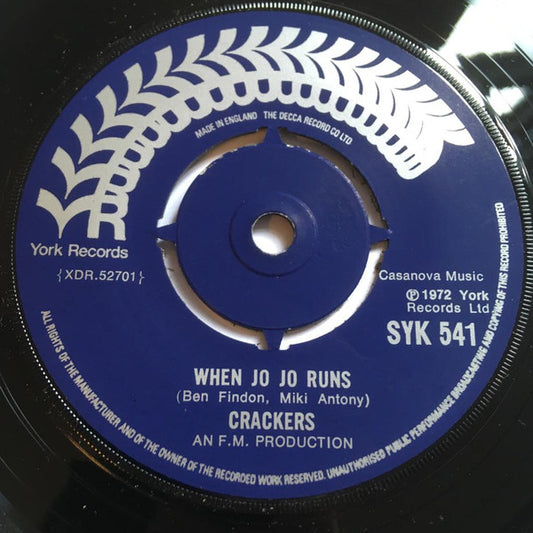 MADE IN ENGLAND THE DECCA RECORD CO LTD
YR
York Records
{XDR.52701}
Casanova Music
Ⓟ1972 York
Records Ltd
SYK 541
WHEN JO JO RUNS
(Ben Findon, Miki Antony)
CRACKERS
AN F.M. PRODUCTION
ALL RIGHTS OF THE MANUFACTURER AND OF THE OWNER OF THE RECORDED WORK RESERVED. UNAUTHORISED PUBLIC PERFORMANCE BROADCASTING AND COPYING OF THIS RECORD PROHIBITED